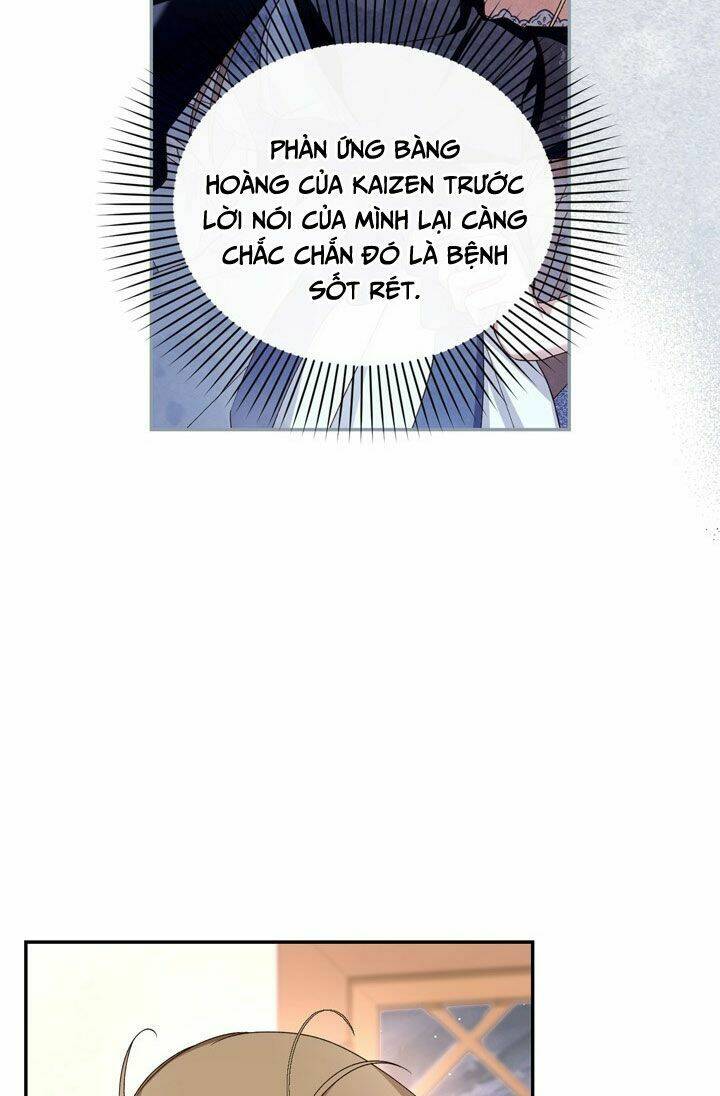 PHẢN ỨNG BÀNG
HOÀNG CỦA KAIZEN TRƯỚC
LỜI NÓI CỦA MÌNH LẠI CÀNG
CHẮC CHẮN ĐÓ LÀ BỆNH
SỐT RÉT.